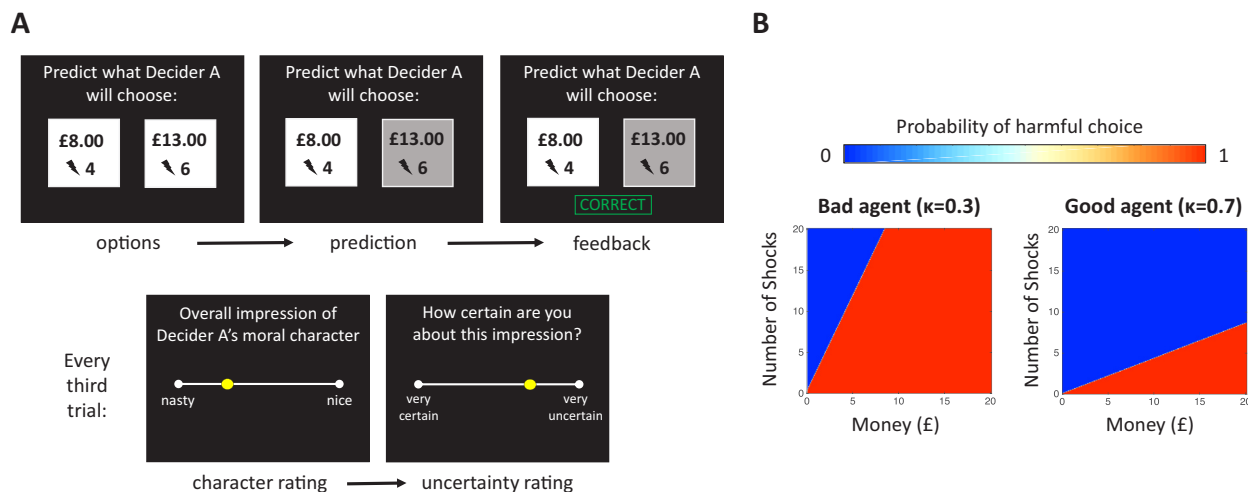 A
Predict what Decider A
will choose:
£8.00
4
£13.00
6
Predict what Decider A
will choose:
£8.00
4
£13.00
6
Predict what Decider A
will choose:
£8.00
4
£13.00
6
CORRECT
options
prediction
feedback
Every
third
trial:
Overall impression of
Decider A's moral character
nasty
nice
How certain are you
about this impression?
very
certain
very
uncertain
character rating
uncertainty rating
B
Probability of harmful choice
0
1
Bad agent (κ=0.3)
Number of Shocks
20
15
10
5
0
0 5 10 15 20
Money (£)
Good agent (κ=0.7)
Number of Shocks
20
15
10
5
0
0 5 10 15 20
Money (£)